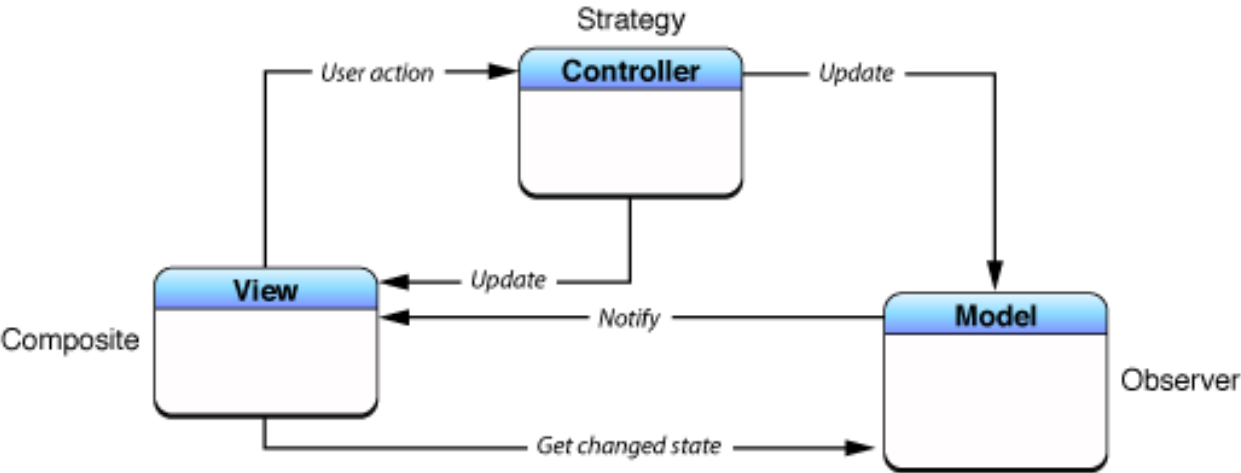 Strategy
Controller
User action
Update
Update
View
Notify
Model
Composite
Observer
Get changed state